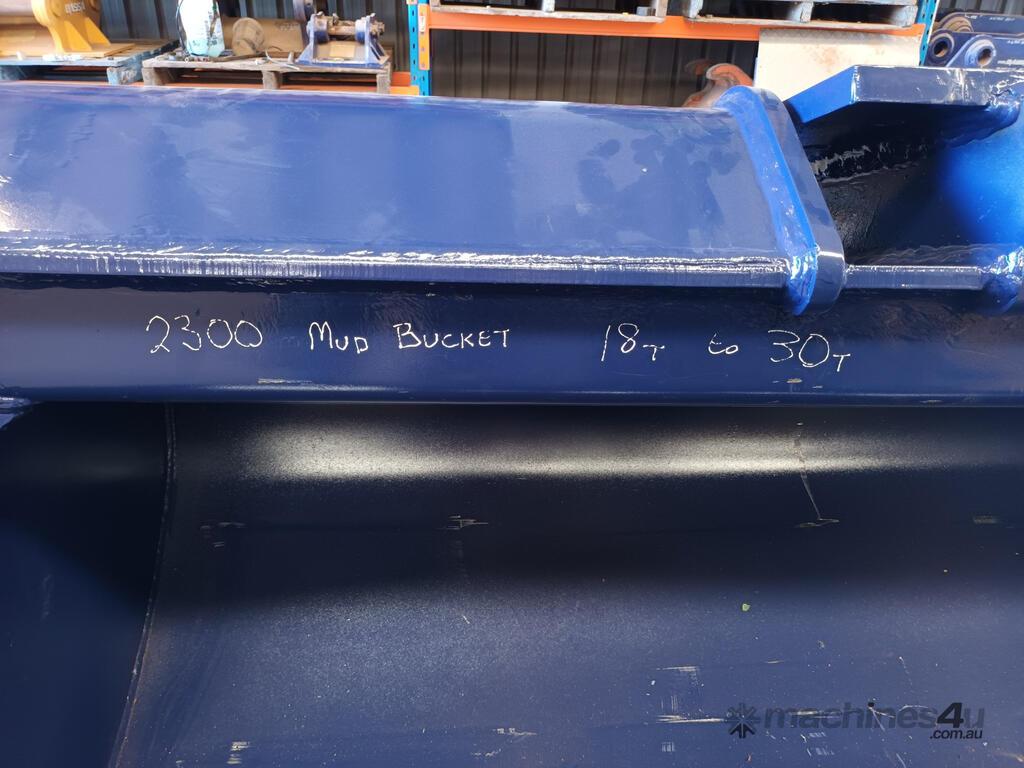 2300 MUD BUCKET 18T to 30T
machines4u
.com.au